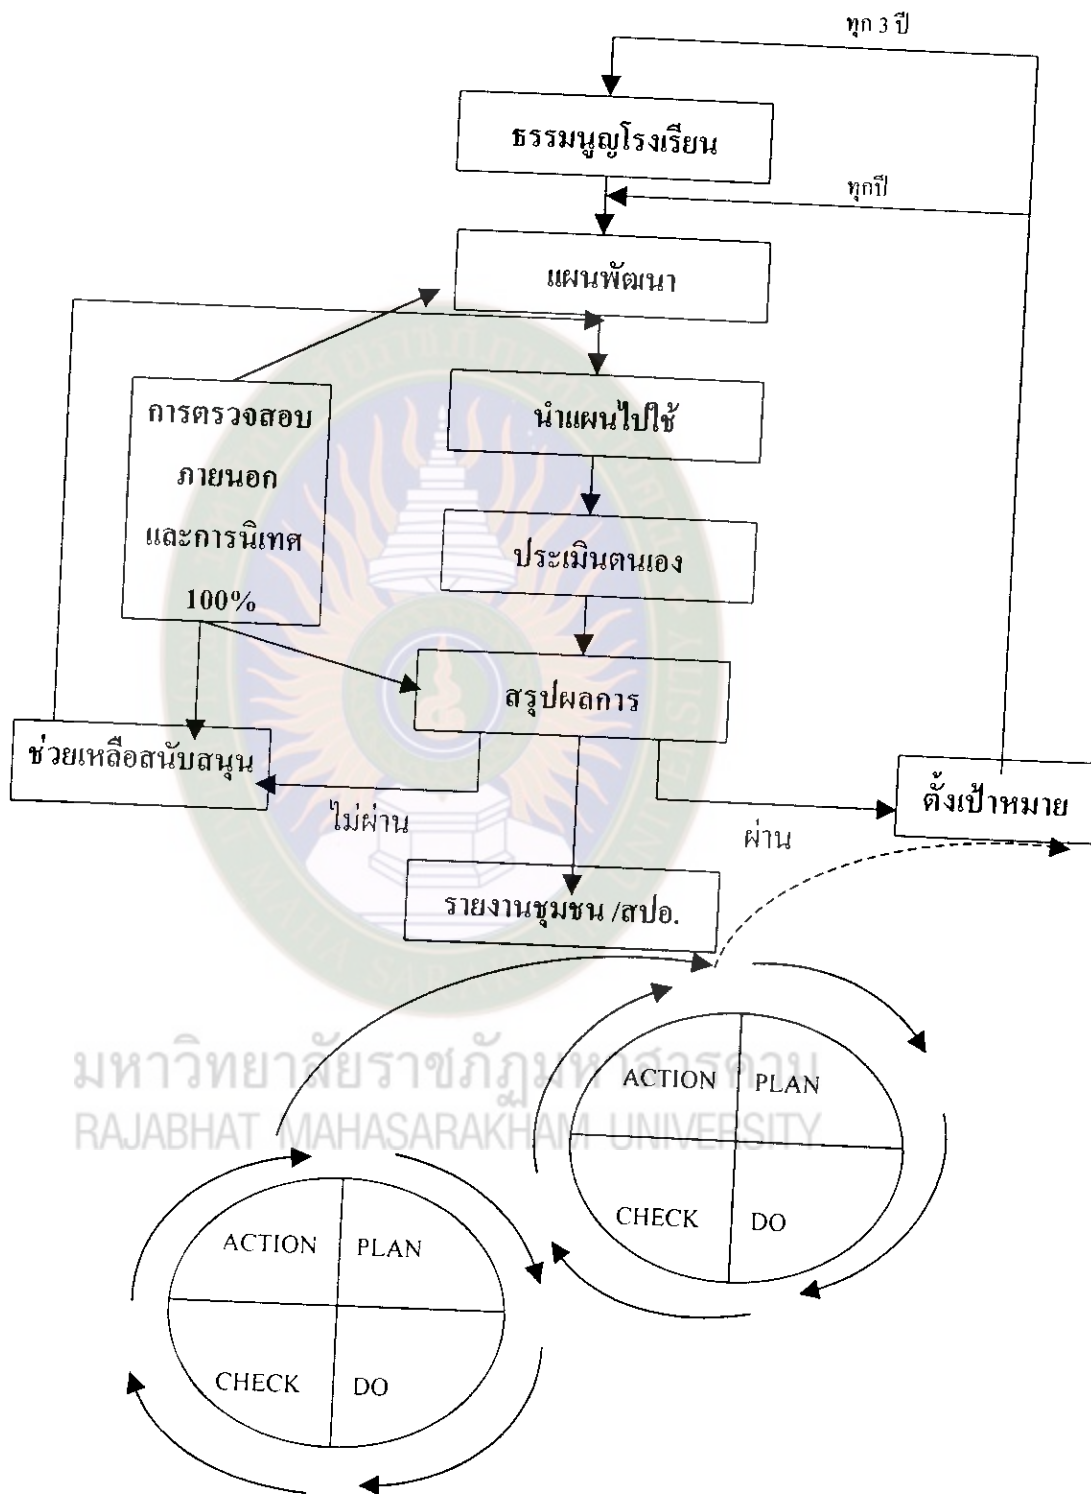 ทุก 3 ปี
ธรรมนูญโรงเรียน
ทุกปี
แผนพัฒนา
การตรวจสอบ
ภายนอก
และการนิเทศ
100%
นำแผนไปใช้
ประเมินตนเอง
สรุปผลการ
ช่วยเหลือสนับสนุน
ไม่ผ่าน
ผ่าน
ตั้งเป้าหมาย
รายงานชุมชน /สปอ.
มหาวิทยาลัยราชภัฏมหาสารคาม
RAJABHAT MAHASARAKHAM UNIVERSITY
ACTION PLAN
CHECK DO
ACTION PLAN
CHECK DO